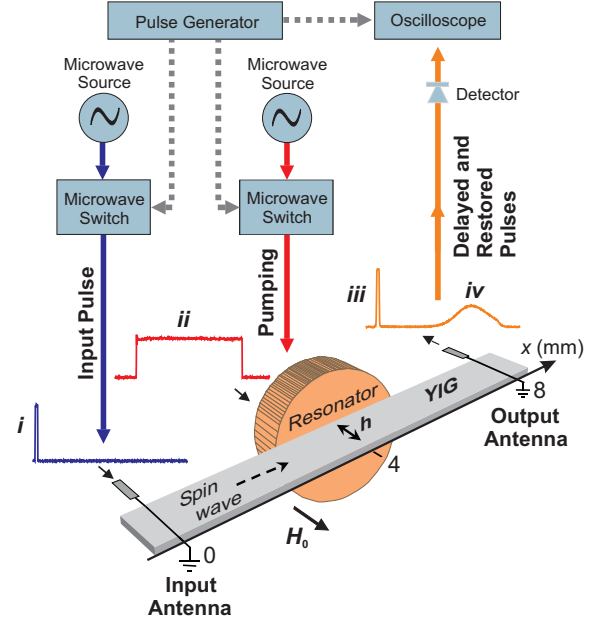 Pulse Generator
Oscilloscope
Microwave
Source
Microwave
Source
Detector
Microwave
Switch
Microwave
Switch
Delayed and
Restored
Pulses
Input Pulse
Pumping
ii
iii
iv
i
x (mm)
YIG
Resonator
h
8
Output
Antenna
4
Spin
wave
H₀
0
Input
Antenna